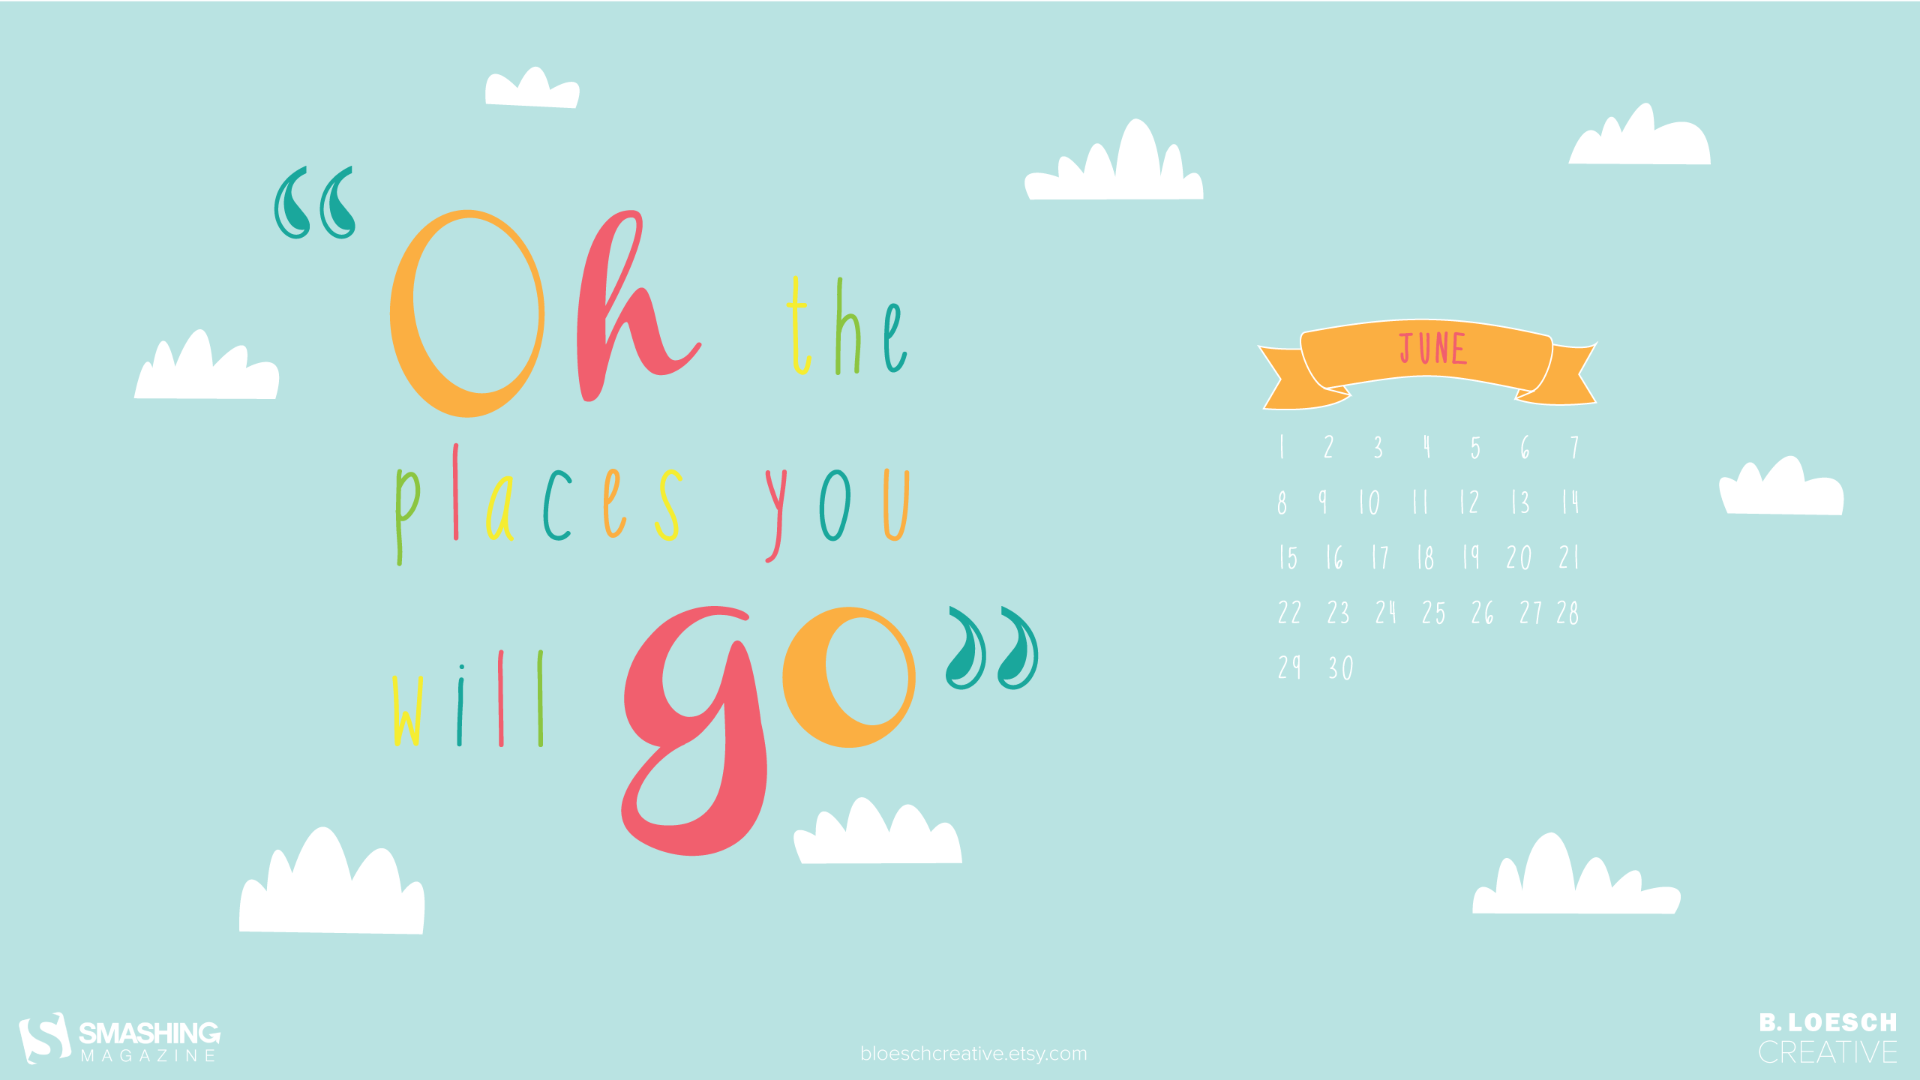 “Oh the
places you
will go”
JUNE
1 2 3 4 5 6 7
8 9 10 11 12 13 14
15 16 17 18 19 20 21
22 23 24 25 26 27 28
29 30
SMASHING
MAGAZINE
bloeschcreative.etsy.com
B. LOESCH
CREATIVE